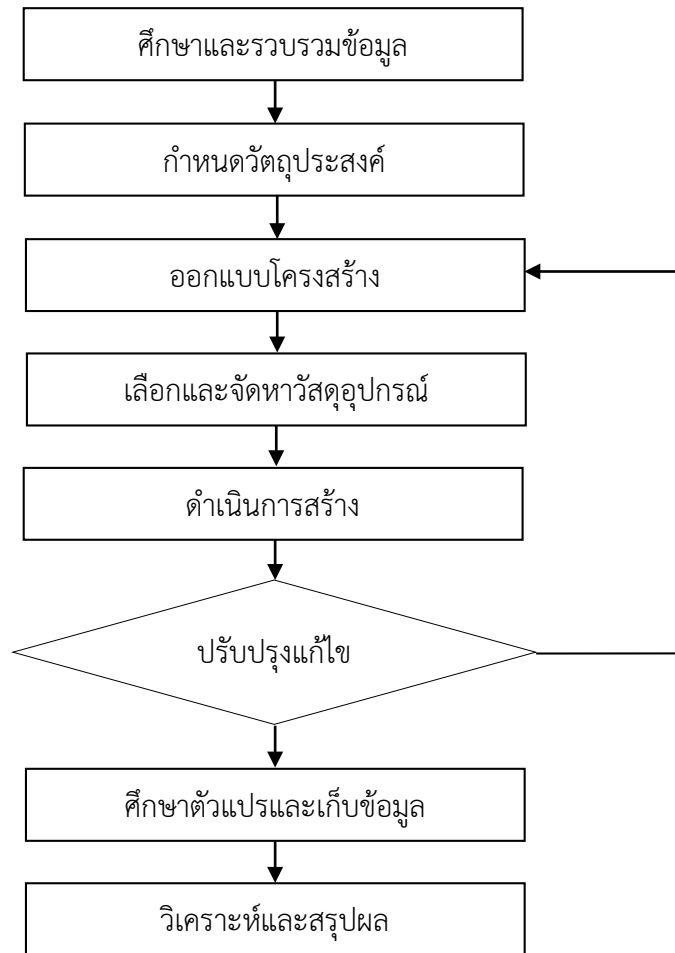 ศึกษาและรวบรวมข้อมูล
กำหนดวัตถุประสงค์
ออกแบบโครงสร้าง
เลือกและจัดหาวัสดุอุปกรณ์
ดำเนินการสร้าง
ปรับปรุงแก้ไข
ศึกษาตัวแปรและเก็บข้อมูล
วิเคราะห์และสรุปผล